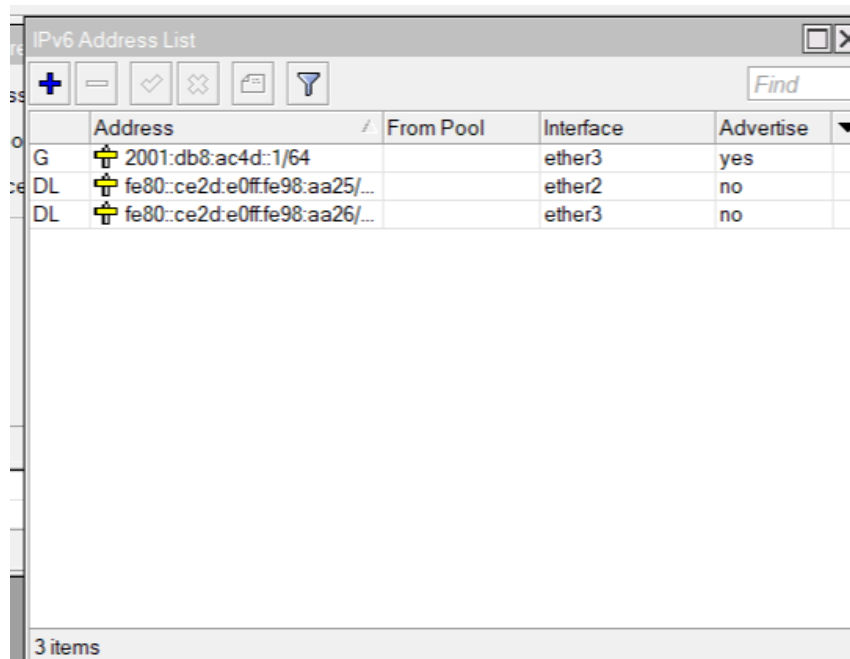 IPv6 Address List
Find
Address From Pool Interface Advertise
G 2001:db8:ac4d::1/64 ether3 yes
DL fe80::ce2d:e0ff:fe98:aa25/... ether2 no
DL fe80::ce2d:e0ff:fe98:aa26/... ether3 no
3 items